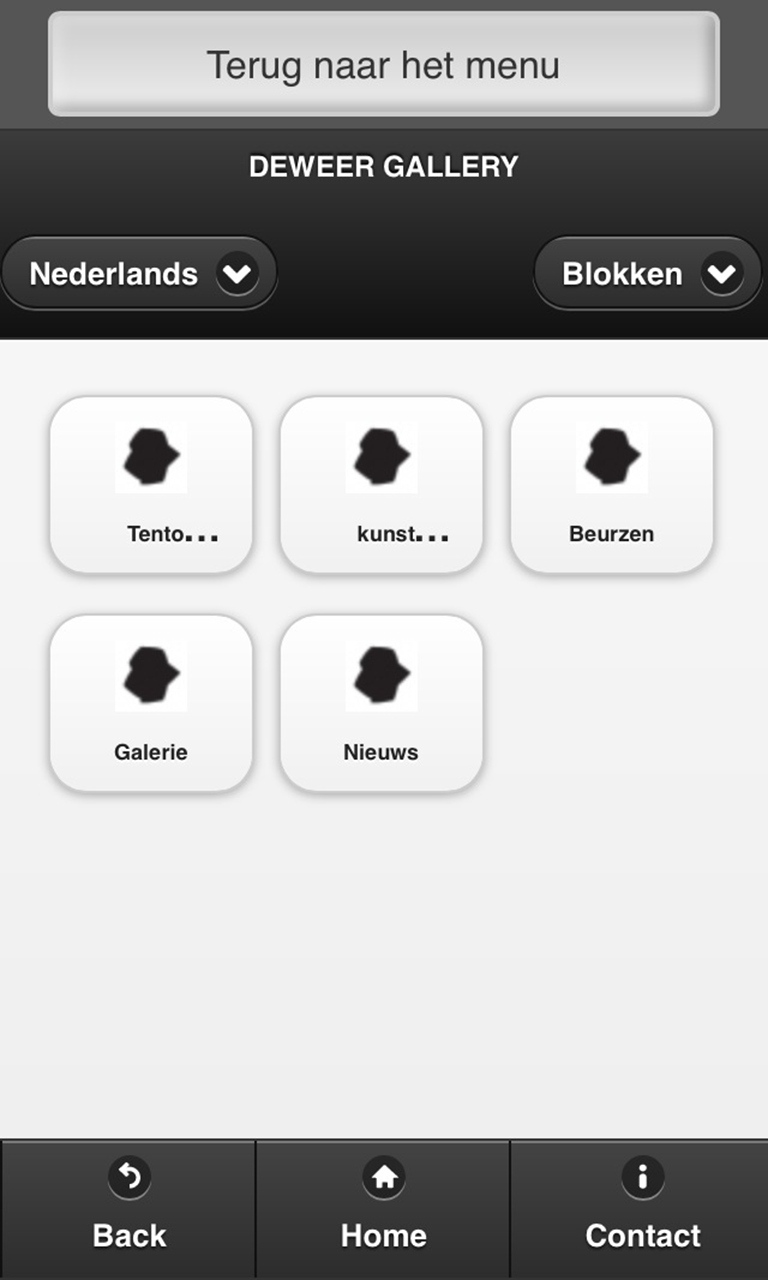 Terug naar het menu
DEWEER GALLERY
Nederlands
Blokken
Tento...
kunst...
Beurzen
Galerie
Nieuws
Back
Home
Contact